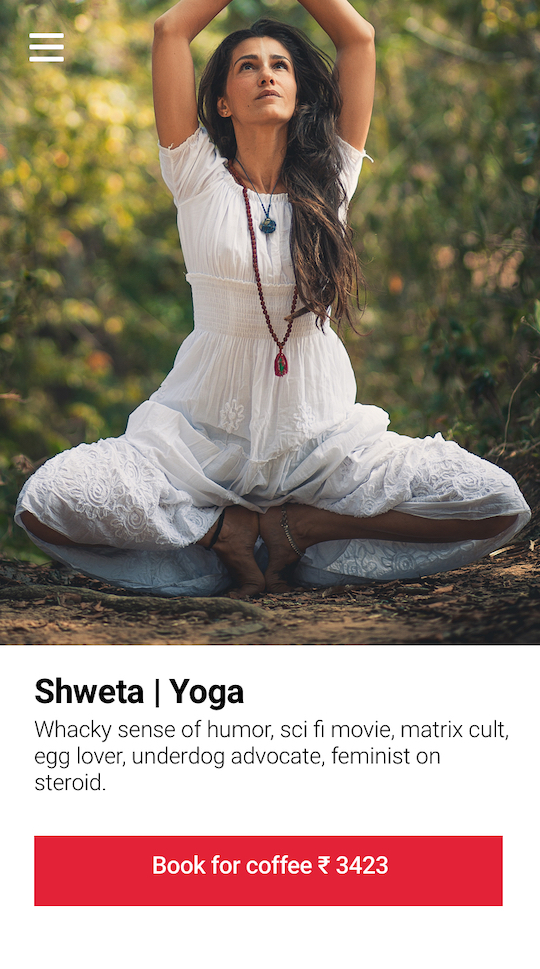 Shweta | Yoga
Whacky sense of humor, sci fi movie, matrix cult,
egg lover, underdog advocate, feminist on
steroid.
Book for coffee ₹ 3423